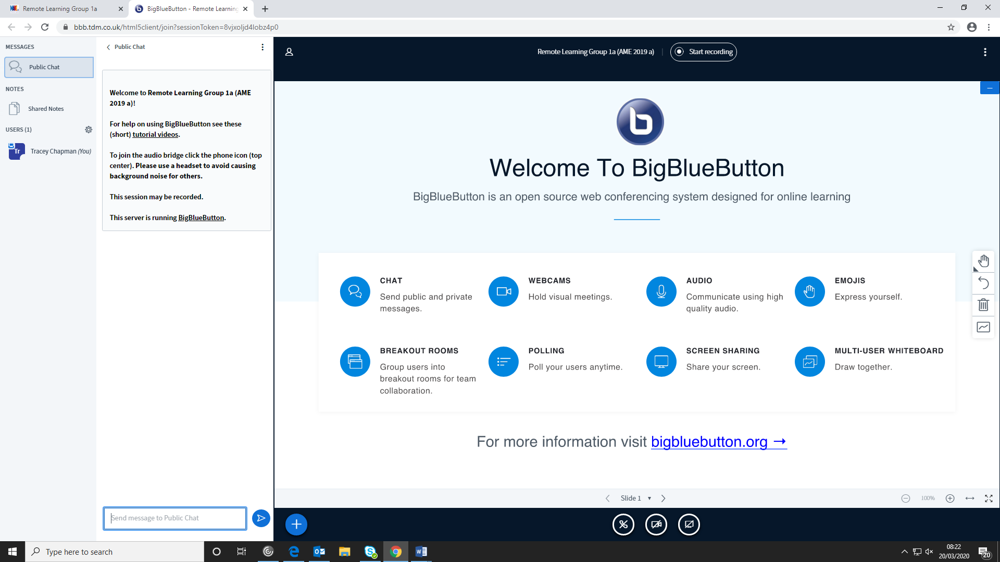 Remote Learning Group 1a
BigBlueButton - Remote Learning
bbb.tdm.co.uk/html5client/join?sessionToken=8vjxoljd4lobz4p0
MESSAGES
Public Chat
NOTES
Shared Notes
USERS (1)
Tr
Tracey Chapman (You)
Public Chat
Welcome to Remote Learning Group 1a (AME
2019 a)!
For help on using BigBlueButton see these
(short) tutorial videos.
To join the audio bridge click the phone icon (top
center). Please use a headset to avoid causing
background noise for others.
This session may be recorded.
This server is running BigBlueButton.
Send message to Public Chat
Remote Learning Group 1a (AME 2019 a)
Start recording
Welcome To BigBlueButton
BigBlueButton is an open source web conferencing system designed for online learning
CHAT
Send public and private
messages.
WEBCAMS
Hold visual meetings.
AUDIO
Communicate using high
quality audio.
EMOJIS
Express yourself.
BREAKOUT ROOMS
Group users into
breakout rooms for team
collaboration.
POLLING
Poll your users anytime.
SCREEN SHARING
Share your screen.
MULTI-USER WHITEBOARD
Draw together.
For more information visit bigbluebutton.org →
Slide 1
100%
Type here to search
08:22
20/03/2020
20